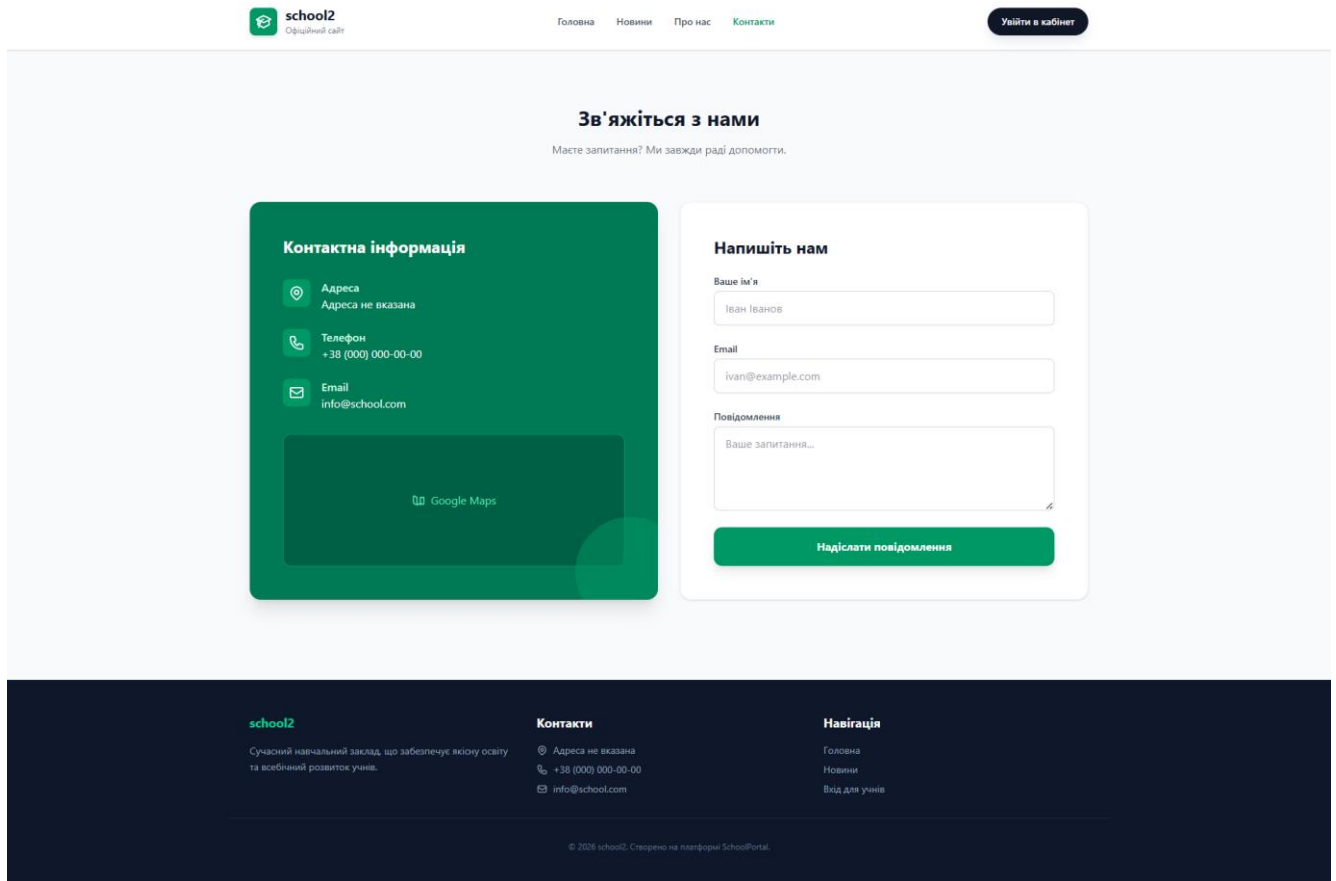 school2
Офіційний сайт
Головна
Новини
Про нас
Контакти
Увійти в кабінет
Зв'яжіться з нами
Маєте запитання? Ми завжди раді допомогти.
Контактна інформація
Адреса
Адреса не вказана
Телефон
+38 (000) 000-00-00
Email
info@school.com
Google Maps
Напишіть нам
Ваше ім'я
Іван Іванов
Email
ivan@example.com
Повідомлення
Ваше запитання...
Надіслати повідомлення
school2
Сучасний навчальний заклад, що забезпечує якісну освіту
та всебічний розвиток учнів.
Контакти
Адреса не вказана
+38 (000) 000-00-00
info@school.com
Навігація
Головна
Новини
Вхід для учнів
© 2026 school2. Створено на платформі SchoolPortal.